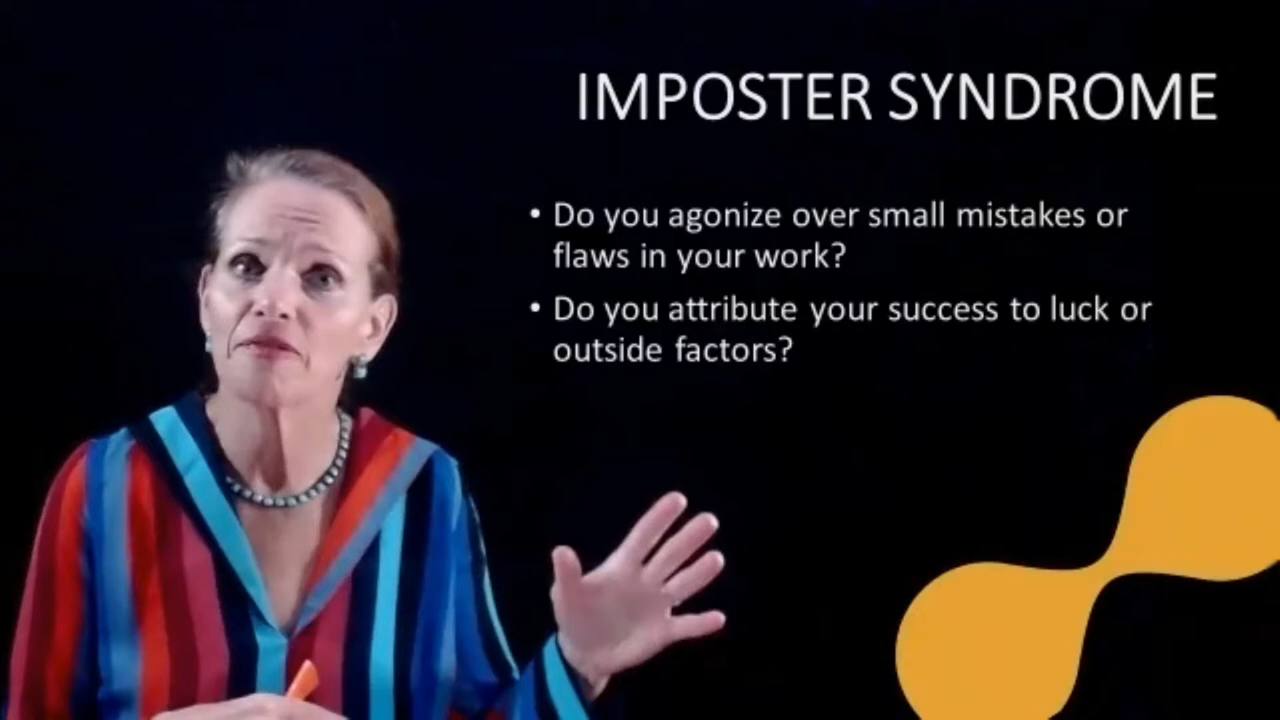 IMPOSTER SYNDROME
• Do you agonize over small mistakes or
flaws in your work?
• Do you attribute your success to luck or
outside factors?